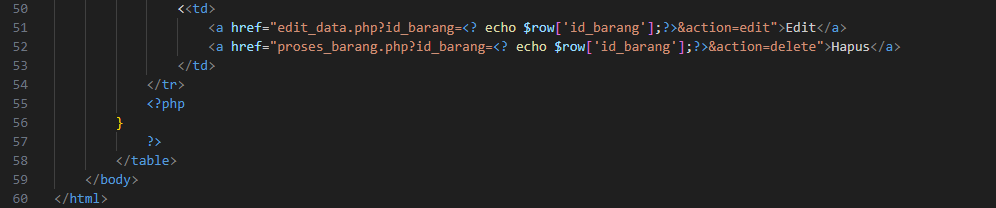 50 <<td>
51 <a href="edit_data.php?id_barang=<? echo $row['id_barang'];?>&action=edit">Edit</a>
52 <a href="proses_barang.php?id_barang=<? echo $row['id_barang'];?>&action=delete">Hapus</a>
53 </td>
54 </tr>
55 <?php
56 }
57 ?>
58 </table>
59 </body>
60 </html>